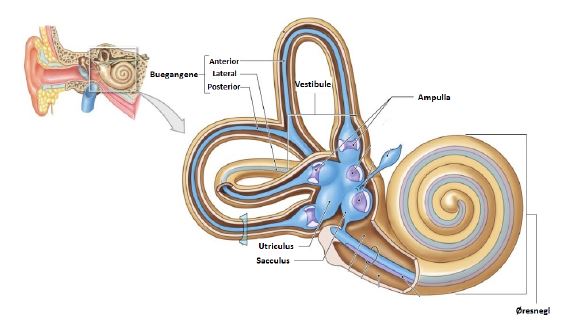 Anterior
Buegangene
Lateral
Posterior
Vestibule
Ampulla
Utriculus
Sacculus
Øresnegl